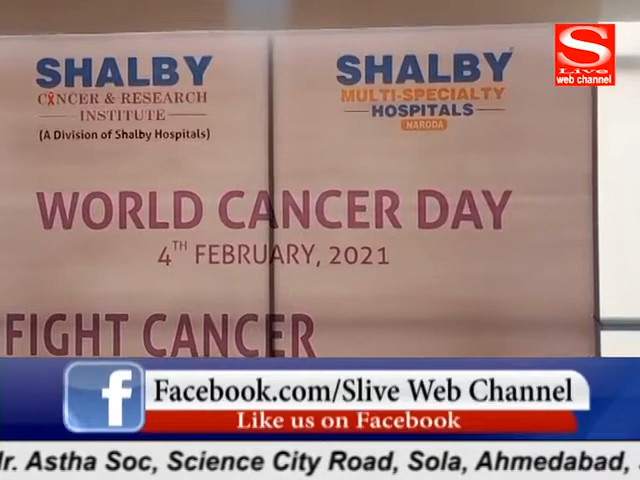 SHALBY
CANCER & RESEARCH
INSTITUTE
(A Division of Shalby Hospitals)
SHALBY
MULTI-SPECIALTY
HOSPITALS
NARODA
S
Live
web channel
WORLD CANCER DAY
4TH FEBRUARY, 2021
FIGHT CANCER
f
Facebook.com/Slive Web Channel
Like us on Facebook
Nr. Astha Soc, Science City Road, Sola, Ahmedabad,